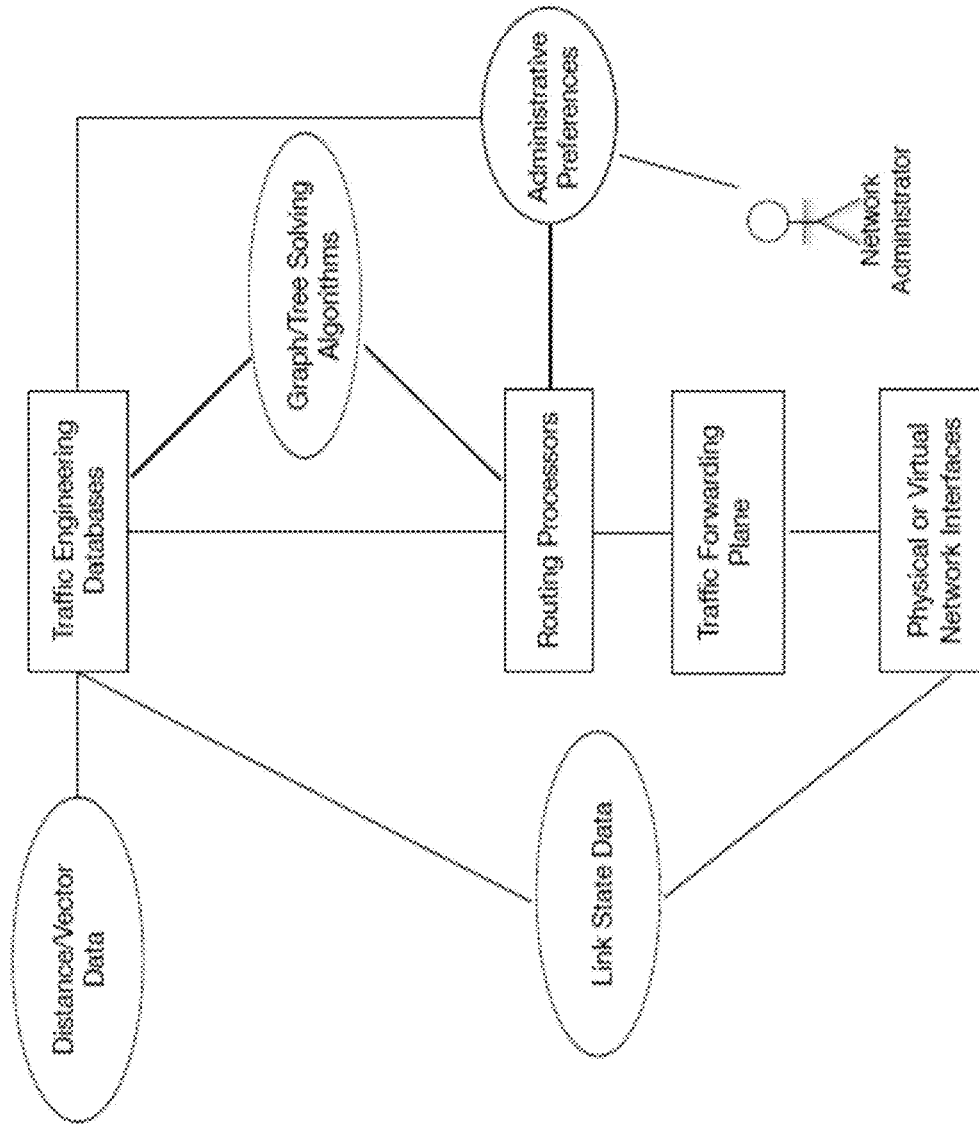 Distance/Vector
Data
Traffic Engineering
Databases
Graph/Tree Solving
Algorithms
Link State Data
Routing Processors
Administrative
Preferences
Traffic Forwarding
Plane
Network
Administrator
Physical or Virtual
Network Interfaces